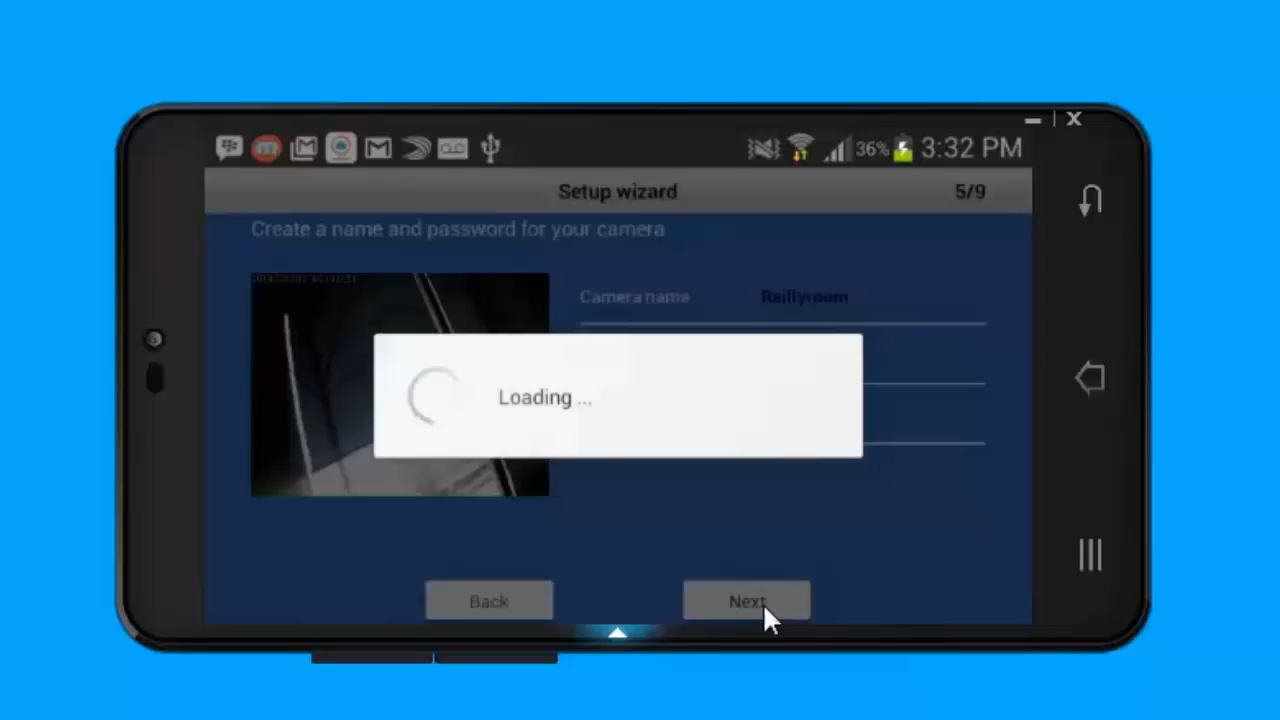 36% 3:32 PM
Setup wizard 5/9
Create a name and password for your camera
Camera name Reillyroom
Loading ...
Back Next